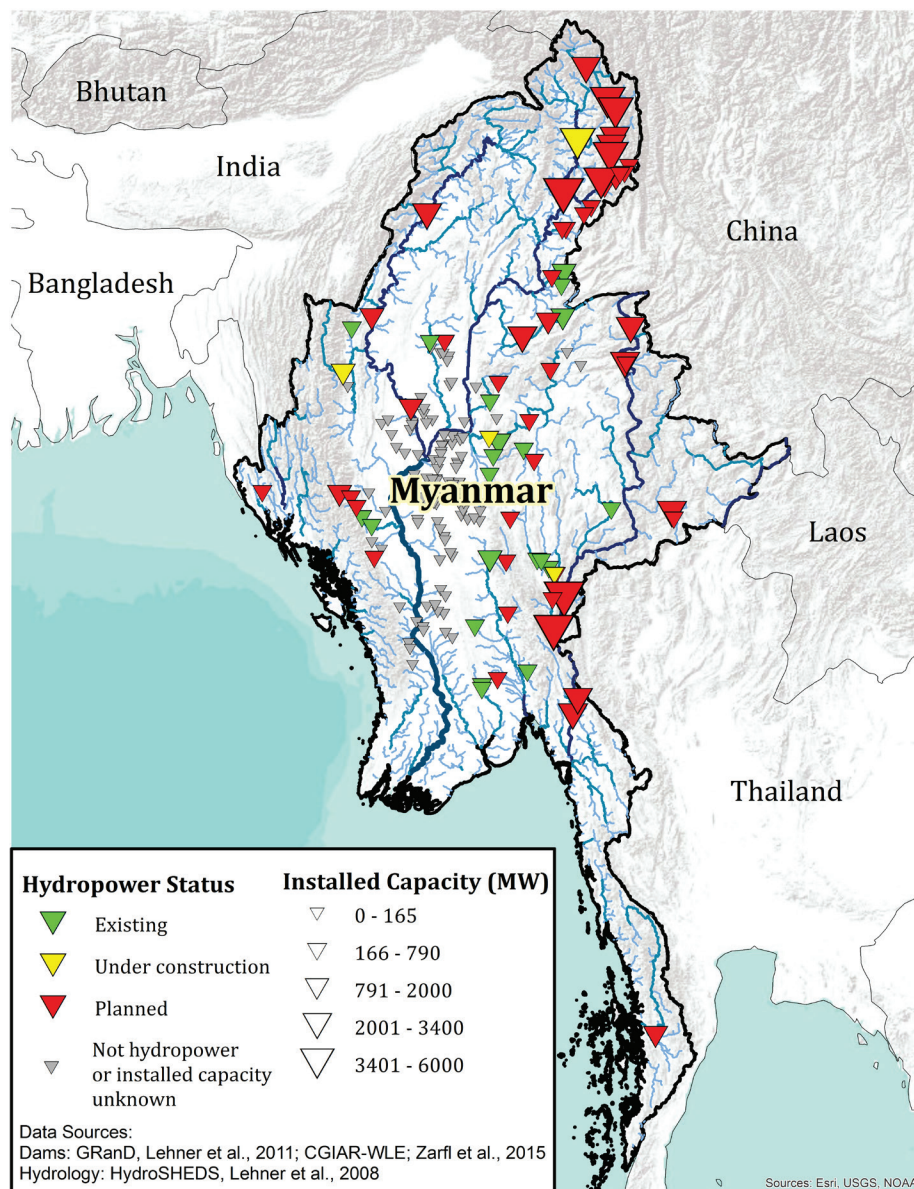 Bhutan
India
China
Bangladesh
Myanmar
Laos
Thailand
Hydropower Status
Existing
Under construction
Planned
Not hydropower
or installed capacity
unknown
Installed Capacity (MW)
0 - 165
166 - 790
791 - 2000
2001 - 3400
3401 - 6000
Data Sources:
Dams: GRanD, Lehner et al., 2011; CGIAR-WLE; Zarfl et al., 2015
Hydrology: HydroSHEDS, Lehner et al., 2008
Sources: Esri, USGS, NOAA